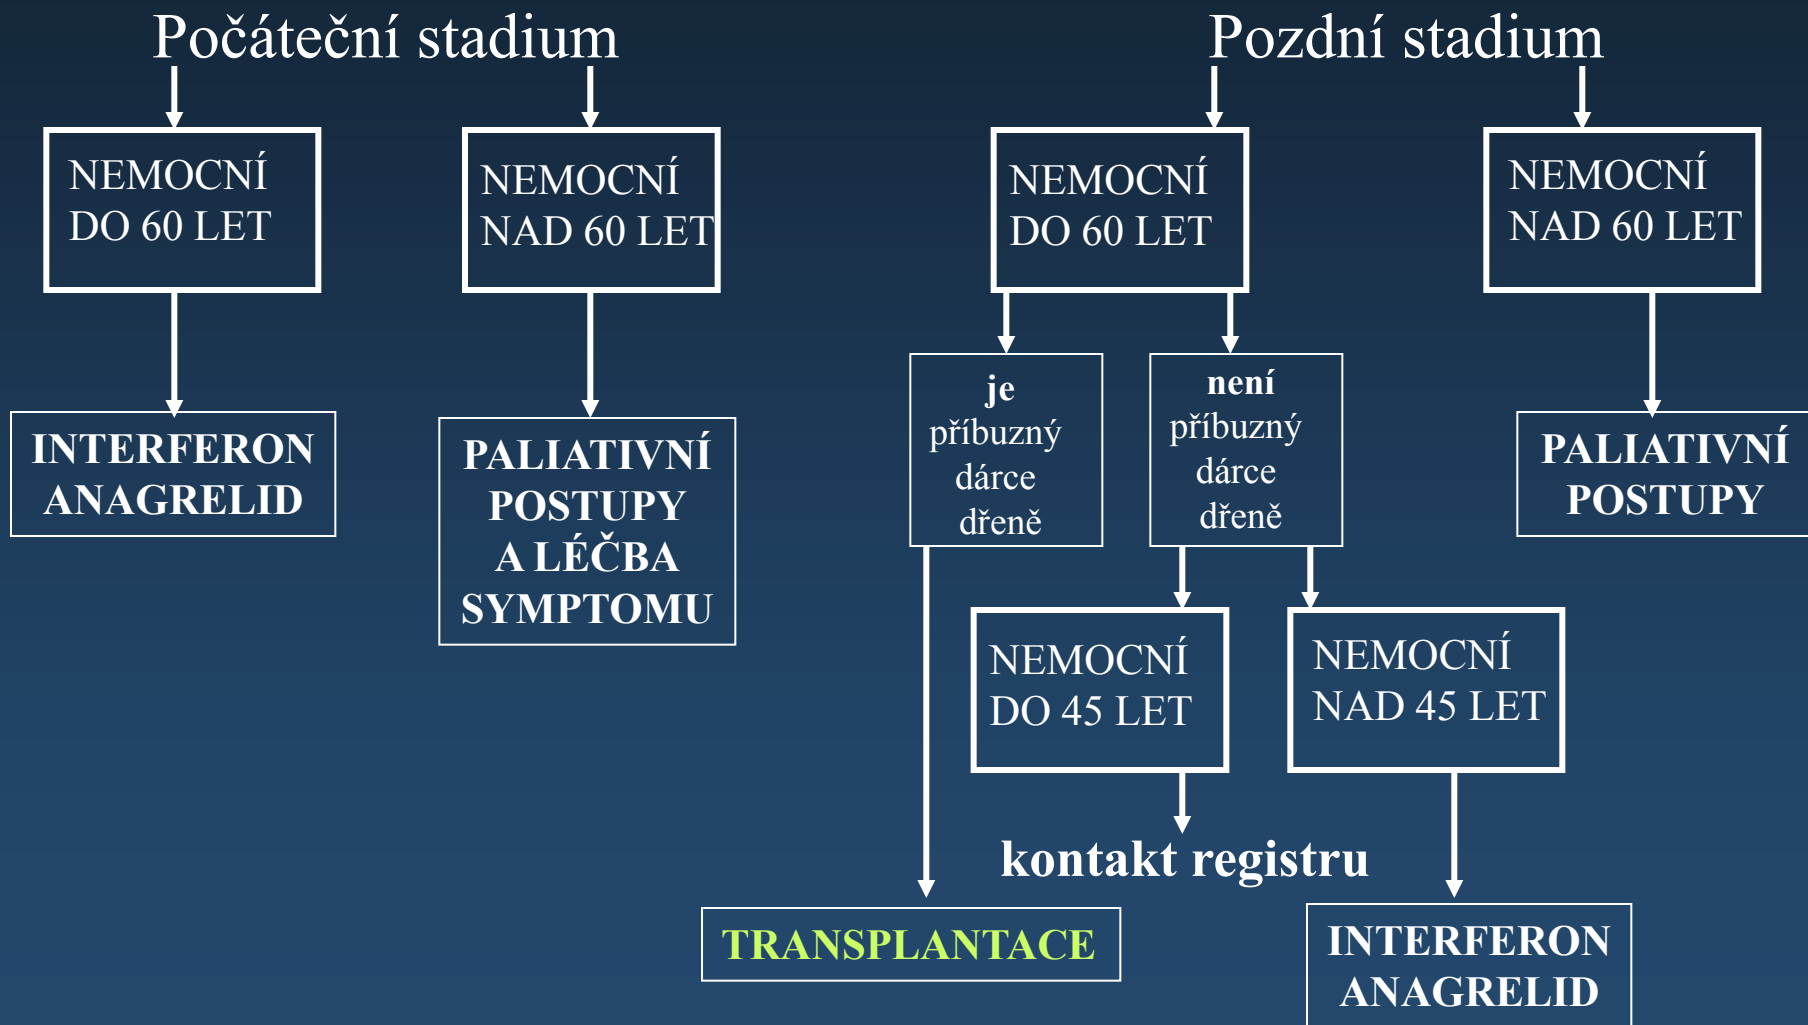 Počáteční stadium
Pozdní stadium
NEMOCNÍ
DO 60 LET
NEMOCNÍ
NAD 60 LET
NEMOCNÍ
DO 60 LET
NEMOCNÍ
NAD 60 LET
INTERFERON
ANAGRELID
PALIATIVNÍ
POSTUPY
A LÉČBA
SYMPTOMU
je
příbuzný
dárce
dřeně
není
příbuzný
dárce
dřeně
PALIATIVNÍ
POSTUPY
NEMOCNÍ
DO 45 LET
NEMOCNÍ
NAD 45 LET
kontakt registru
TRANSPLANTACE
INTERFERON
ANAGRELID